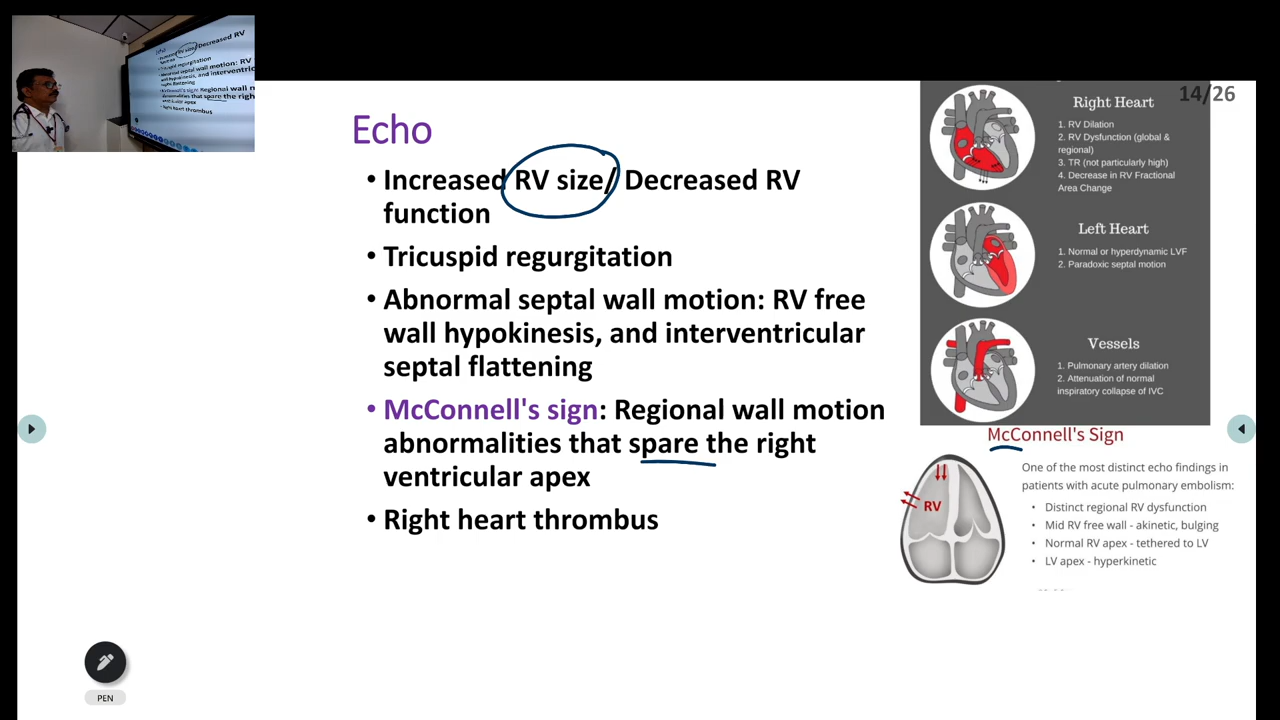 Echo
• Increased RV size/ Decreased RV
function
• Tricuspid regurgitation
• Abnormal septal wall motion: RV free
wall hypokinesis, and interventricular
septal flattening
• McConnell's sign: Regional wall motion
abnormalities that spare the right
ventricular apex
• Right heart thrombus
14/26
Right Heart
1. RV Dilation
2. RV Dysfunction (global &
regional)
3. TR (not particularly high)
4. Decrease in RV Fractional
Area Change
Left Heart
1. Normal or hyperdynamic LVF
2. Paradoxic septal motion
Vessels
1. Pulmonary artery dilation
2. Attenuation of normal
inspiratory collapse of IVC
McConnell's Sign
One of the most distinct echo findings in
patients with acute pulmonary embolism:
• Distinct regional RV dysfunction
• Mid RV free wall - akinetic, bulging
• Normal RV apex - tethered to LV
• LV apex - hyperkinetic
RV
PEN